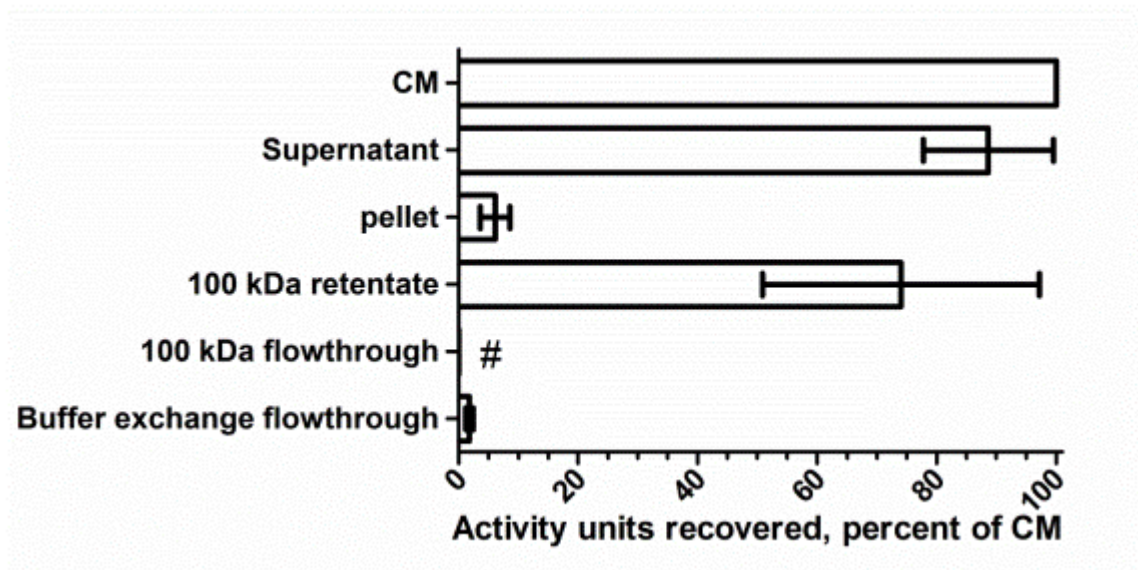 CM
Supernatant
pellet
100 kDa retentate
100 kDa flowthrough #
Buffer exchange flowthrough
0 20 40 60 80 100
Activity units recovered, percent of CM